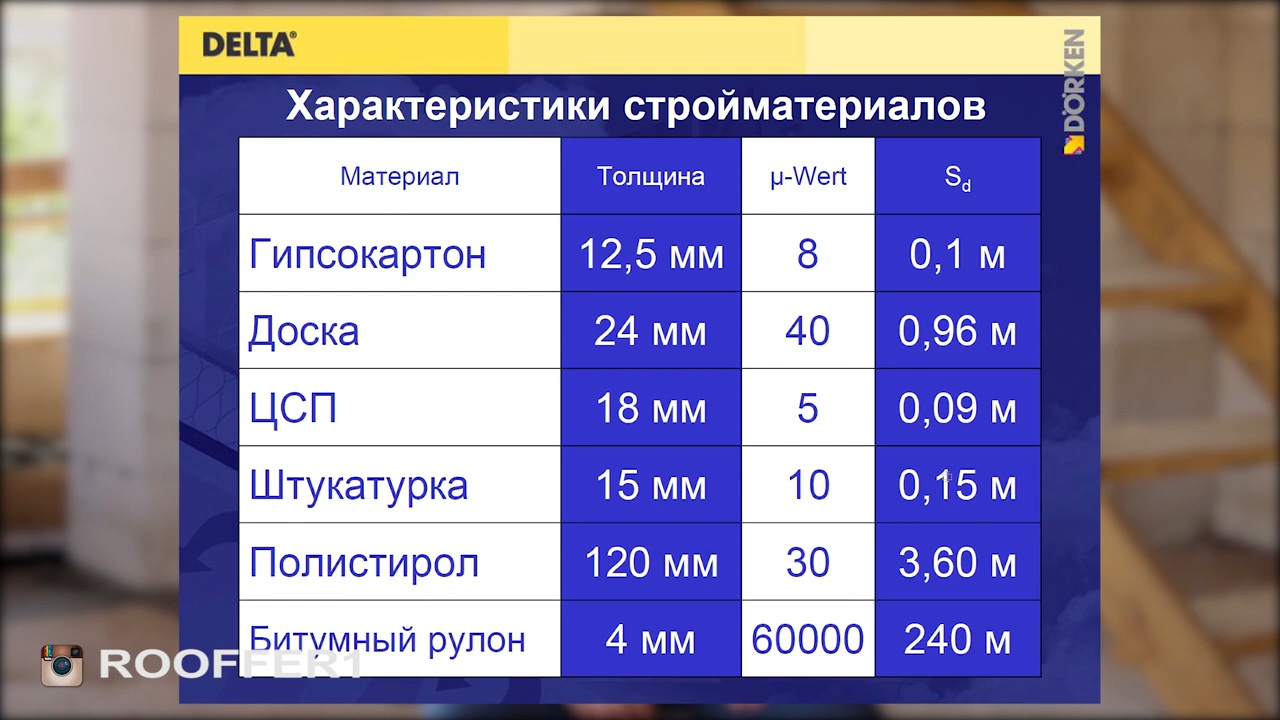 DELTA®
DÖRKEN
Характеристики стройматериалов
Материал Толщина µ-Wert Sd
Гипсокартон 12,5 мм 8 0,1 м
Доска 24 мм 40 0,96 м
ЦСП 18 мм 5 0,09 м
Штукатурка 15 мм 10 0,15 м
Полистирол 120 мм 30 3,60 м
Битумный рулон 4 мм 60000 240 м
ROOFFER1